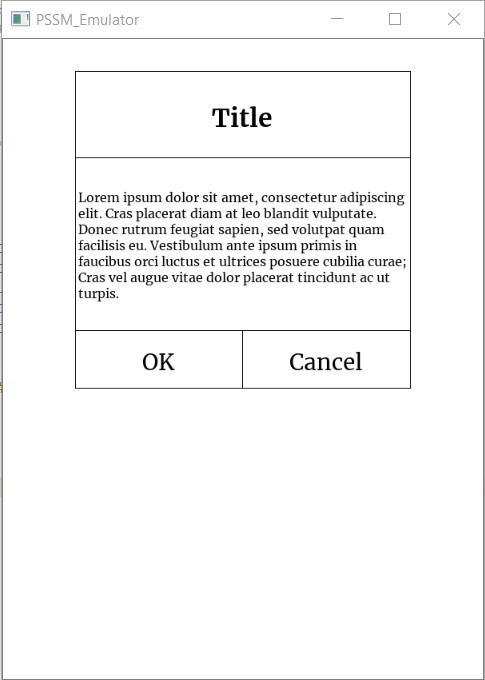 PSSM_Emulator
Title
Lorem ipsum dolor sit amet, consectetur adipiscing
elit. Cras placerat diam at leo blandit vulputate.
Donec rutrum feugiat sapien, sed volutpat quam
facilisis eu. Vestibulum ante ipsum primis in
faucibus orci luctus et ultrices posuere cubilia curae;
Cras vel augue vitae dolor placerat tincidunt ac ut
turpis.
OK
Cancel